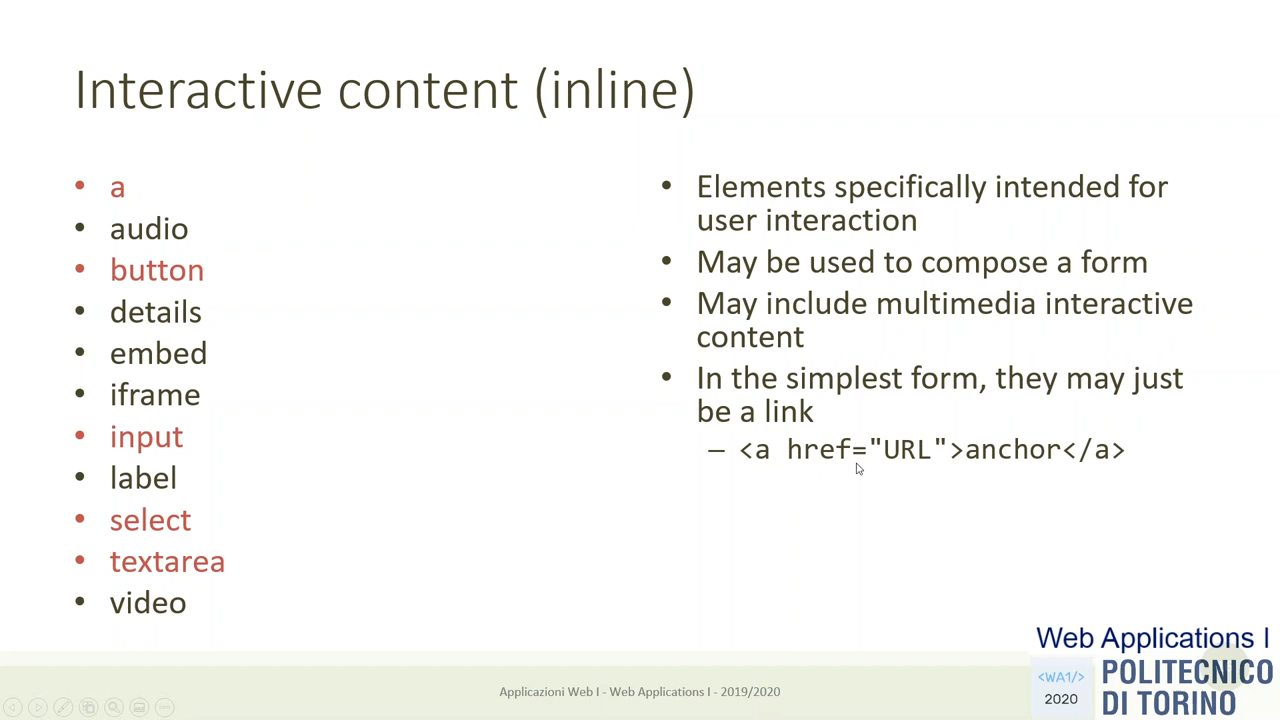 Interactive content (inline)
• a
• audio
• button
• details
• embed
• iframe
• input
• label
• select
• textarea
• video
• Elements specifically intended for
user interaction
• May be used to compose a form
• May include multimedia interactive
content
• In the simplest form, they may just
be a link
– <a href="URL">anchor</a>
Applicazioni Web I - Web Applications I - 2019/2020
Web Applications I
<WA1/>
2020
POLITECNICO
DI TORINO